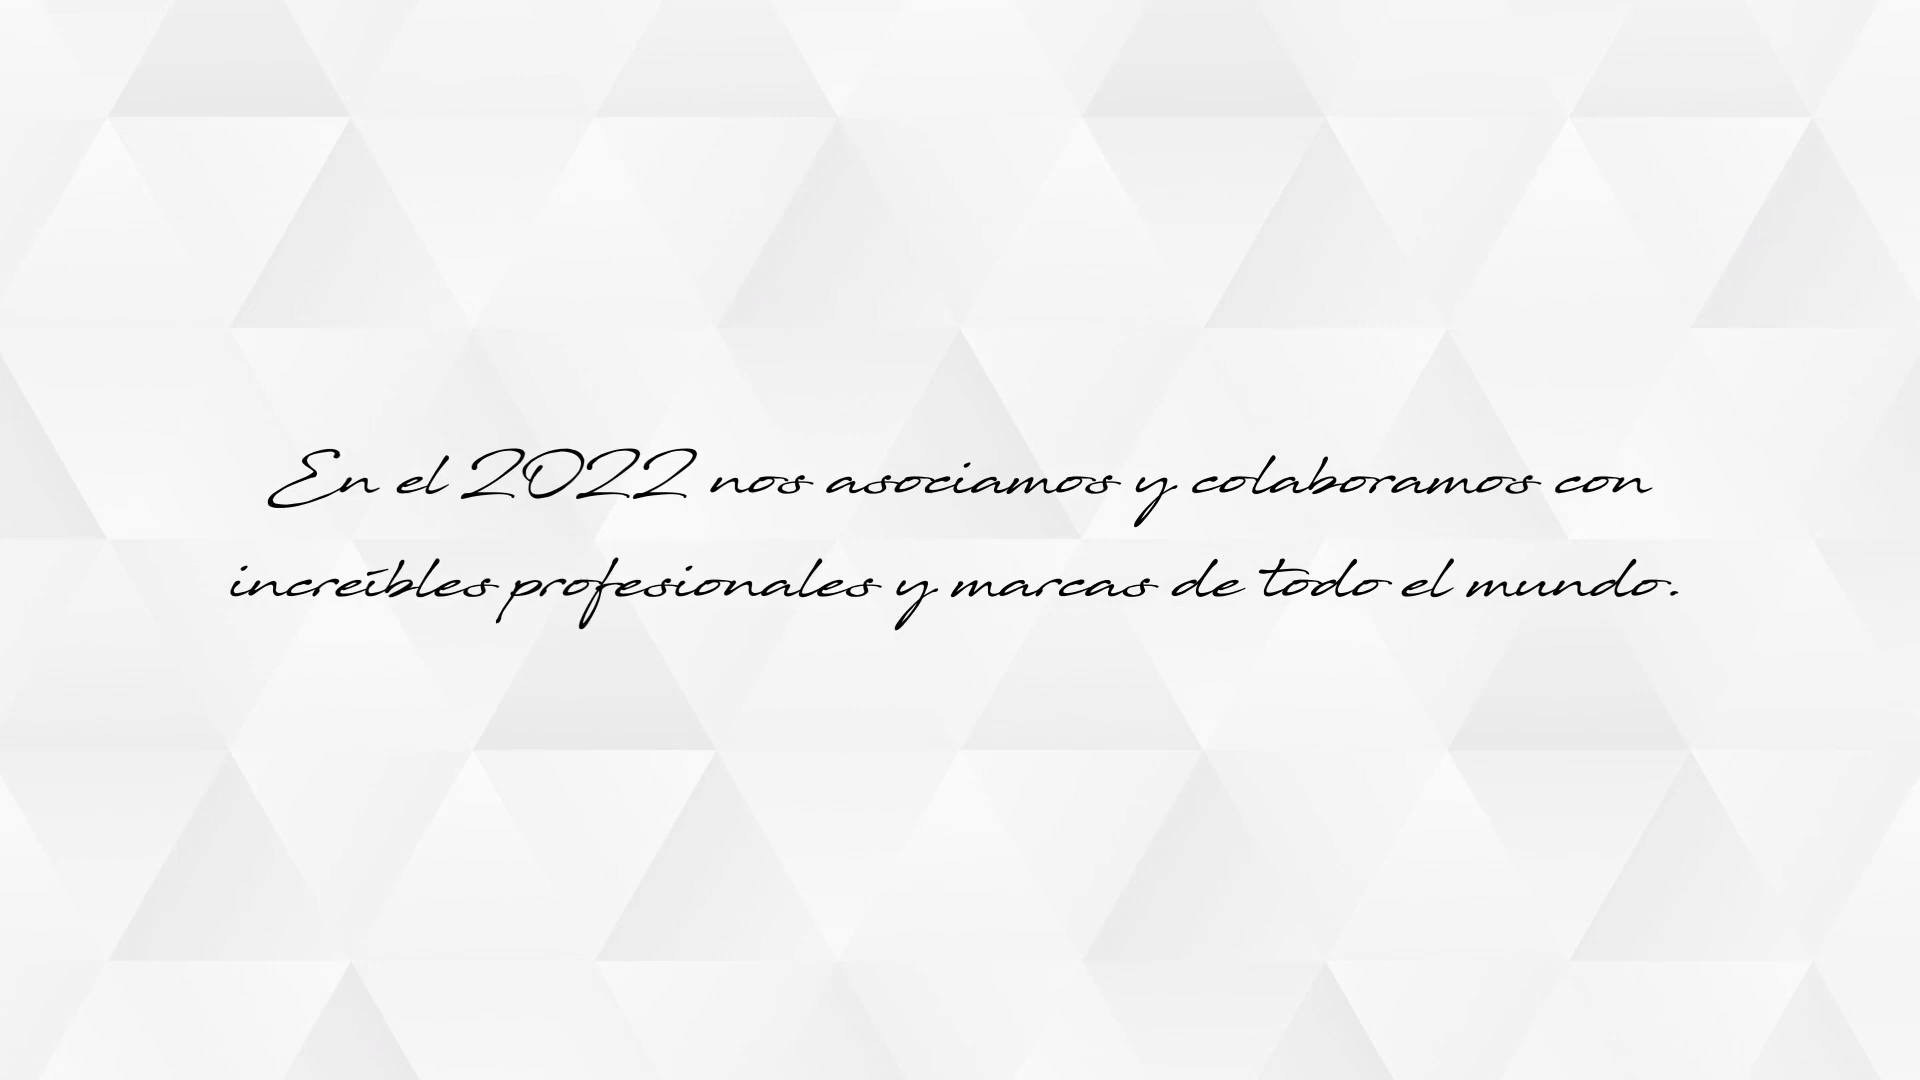 En el 2022 nos asociamos y colaboramos con
increíbles profesionales y marcas de todo el mundo.